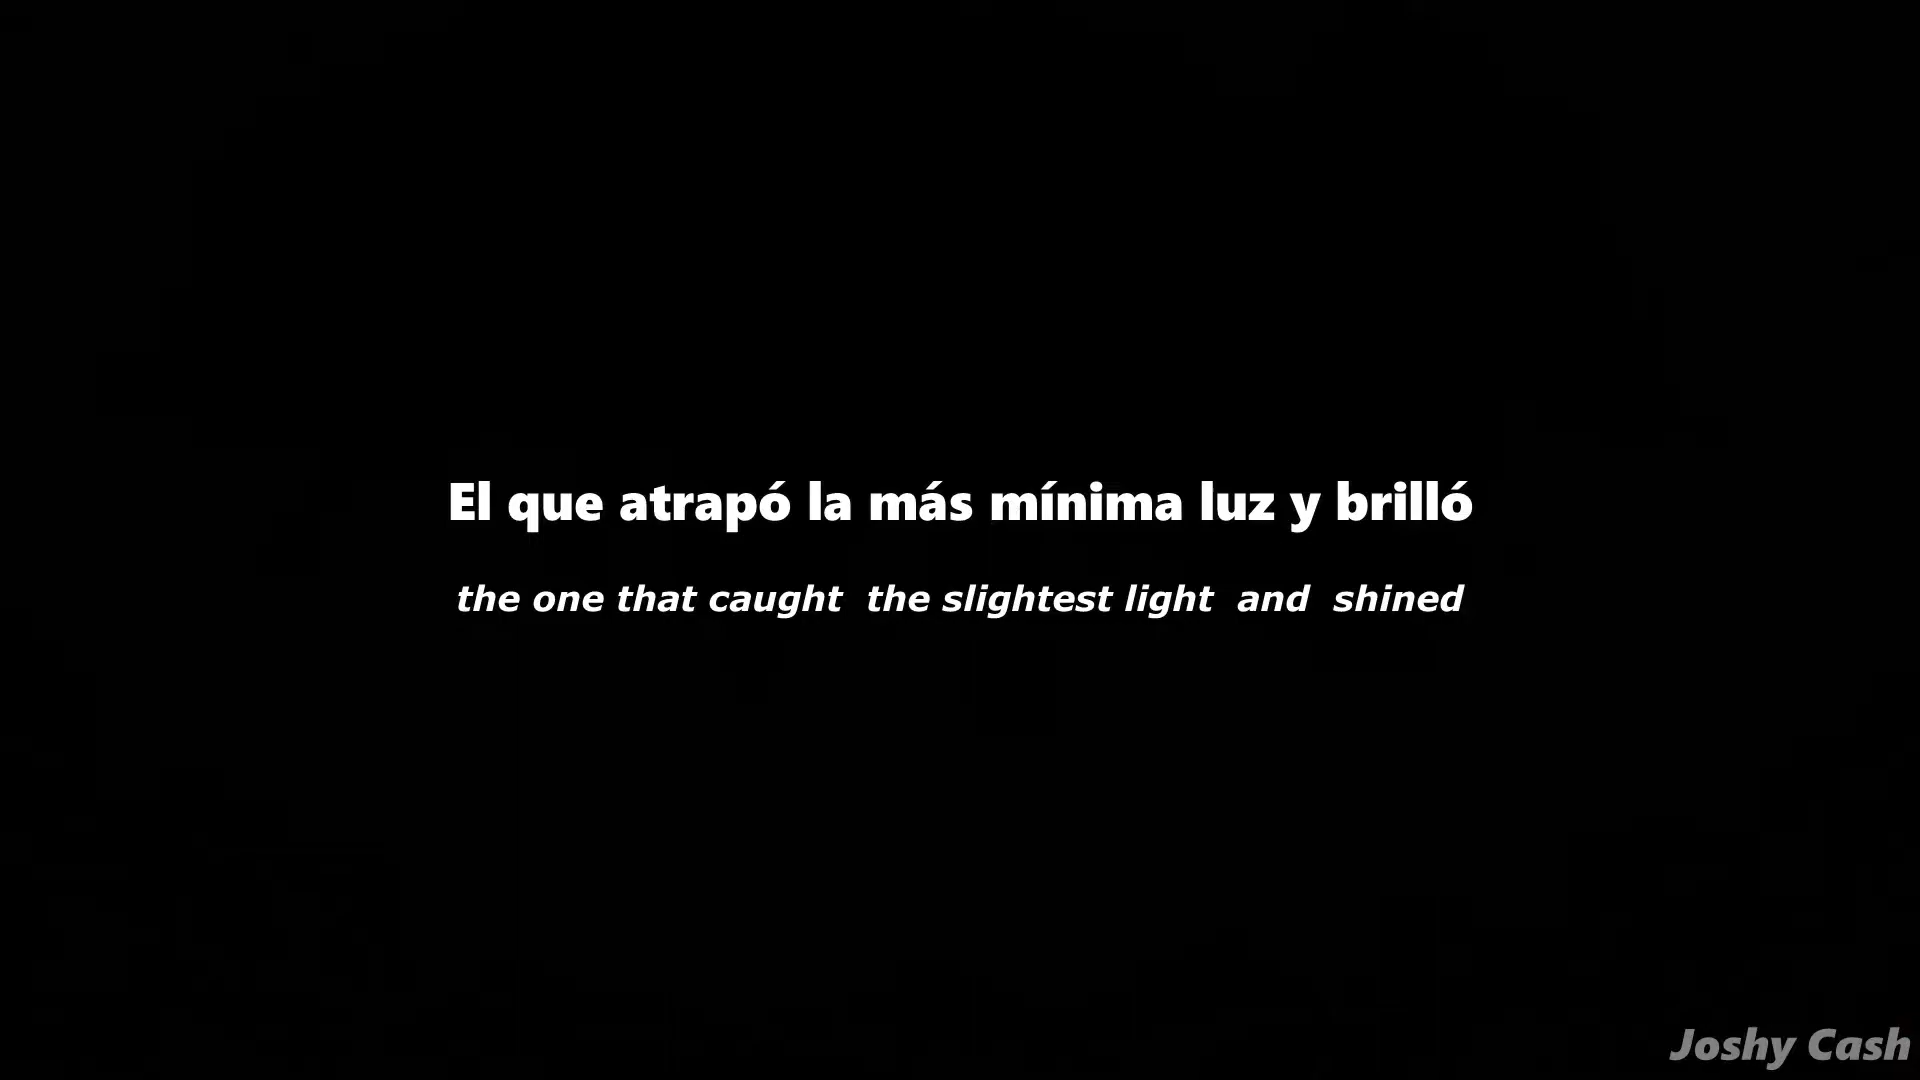 El que atrapó la más mínima luz y brilló
the one that caught  the slightest light  and  shined
Joshy Cash